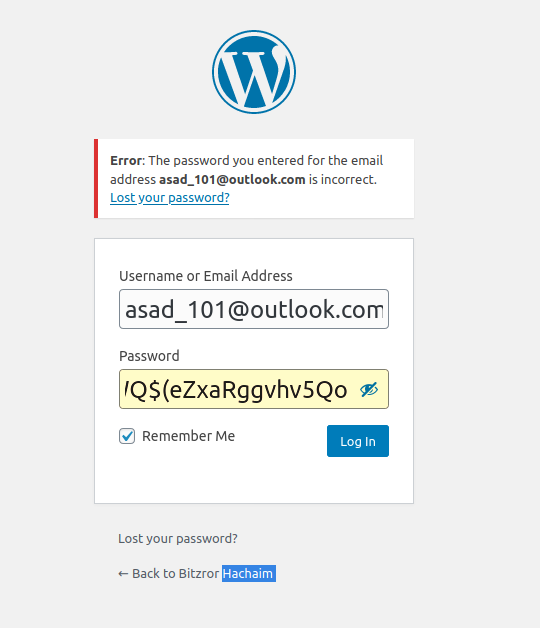 Error: The password you entered for the email
address asad_101@outlook.com is incorrect.
Lost your password?
Username or Email Address
asad_101@outlook.com
Password
Q$(eZxaRggvhv5Qo
Remember Me
Log In
Lost your password?
← Back to Bitzror Hachaim